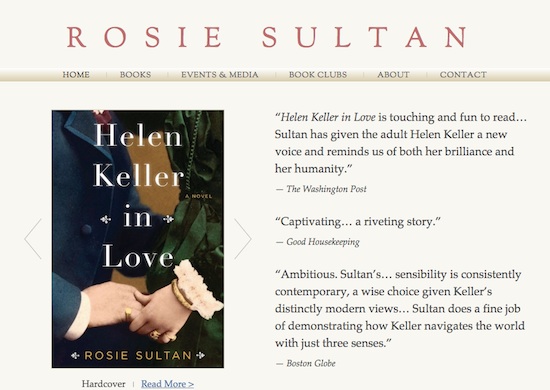 ROSIE SULTAN
HOME BOOKS EVENTS & MEDIA BOOK CLUBS ABOUT CONTACT
Helen
Keller
A NOVEL
in
Love
ROSIE SULTAN
Hardcover Read More >
“Helen Keller in Love is touching and fun to read…
Sultan has given the adult Helen Keller a new
voice and reminds us of both her brilliance and
her humanity.”
— The Washington Post
“Captivating… a riveting story.”
— Good Housekeeping
“Ambitious. Sultan’s… sensibility is consistently
contemporary, a wise choice given Keller’s
distinctly modern views… Sultan does a fine job
of demonstrating how Keller navigates the world
with just three senses.”
— Boston Globe